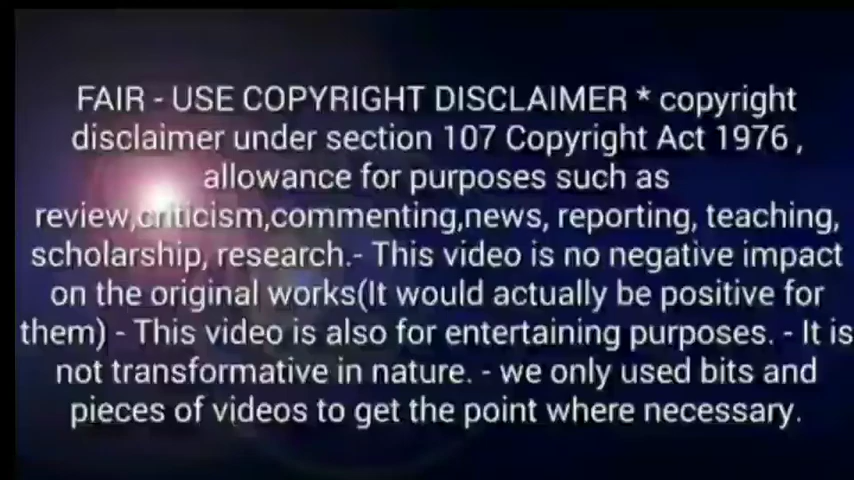 FAIR - USE COPYRIGHT DISCLAIMER * copyright
disclaimer under section 107 Copyright Act 1976 ,
allowance for purposes such as
review,criticism,commenting,news, reporting, teaching,
scholarship, research.- This video is no negative impact
on the original works(It would actually be positive for
them) - This video is also for entertaining purposes. - It is
not transformative in nature. - we only used bits and
pieces of videos to get the point where necessary.